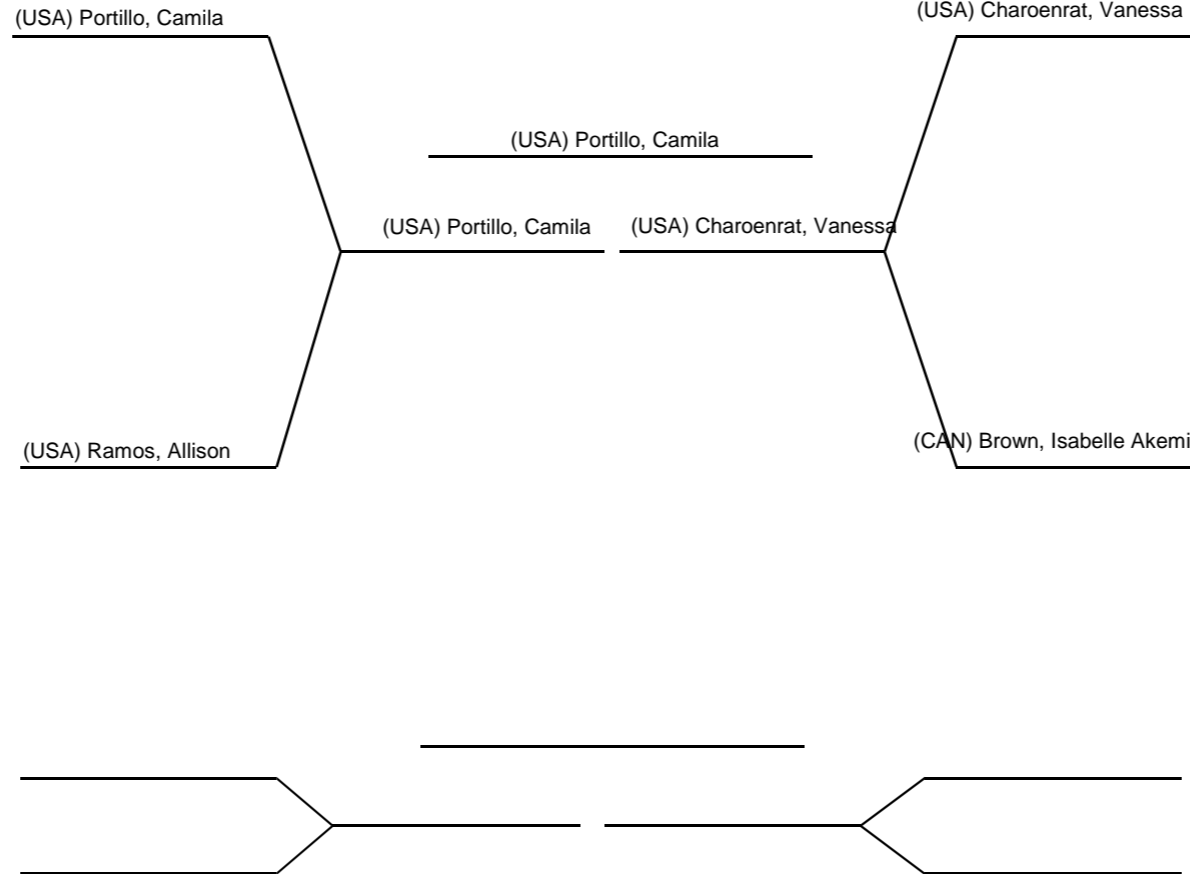 (USA) Portillo, Camila
(USA) Charoenrat, Vanessa
(USA) Portillo, Camila
(USA) Portillo, Camila
(USA) Charoenrat, Vanessa
(USA) Ramos, Allison
(CAN) Brown, Isabelle Akemi